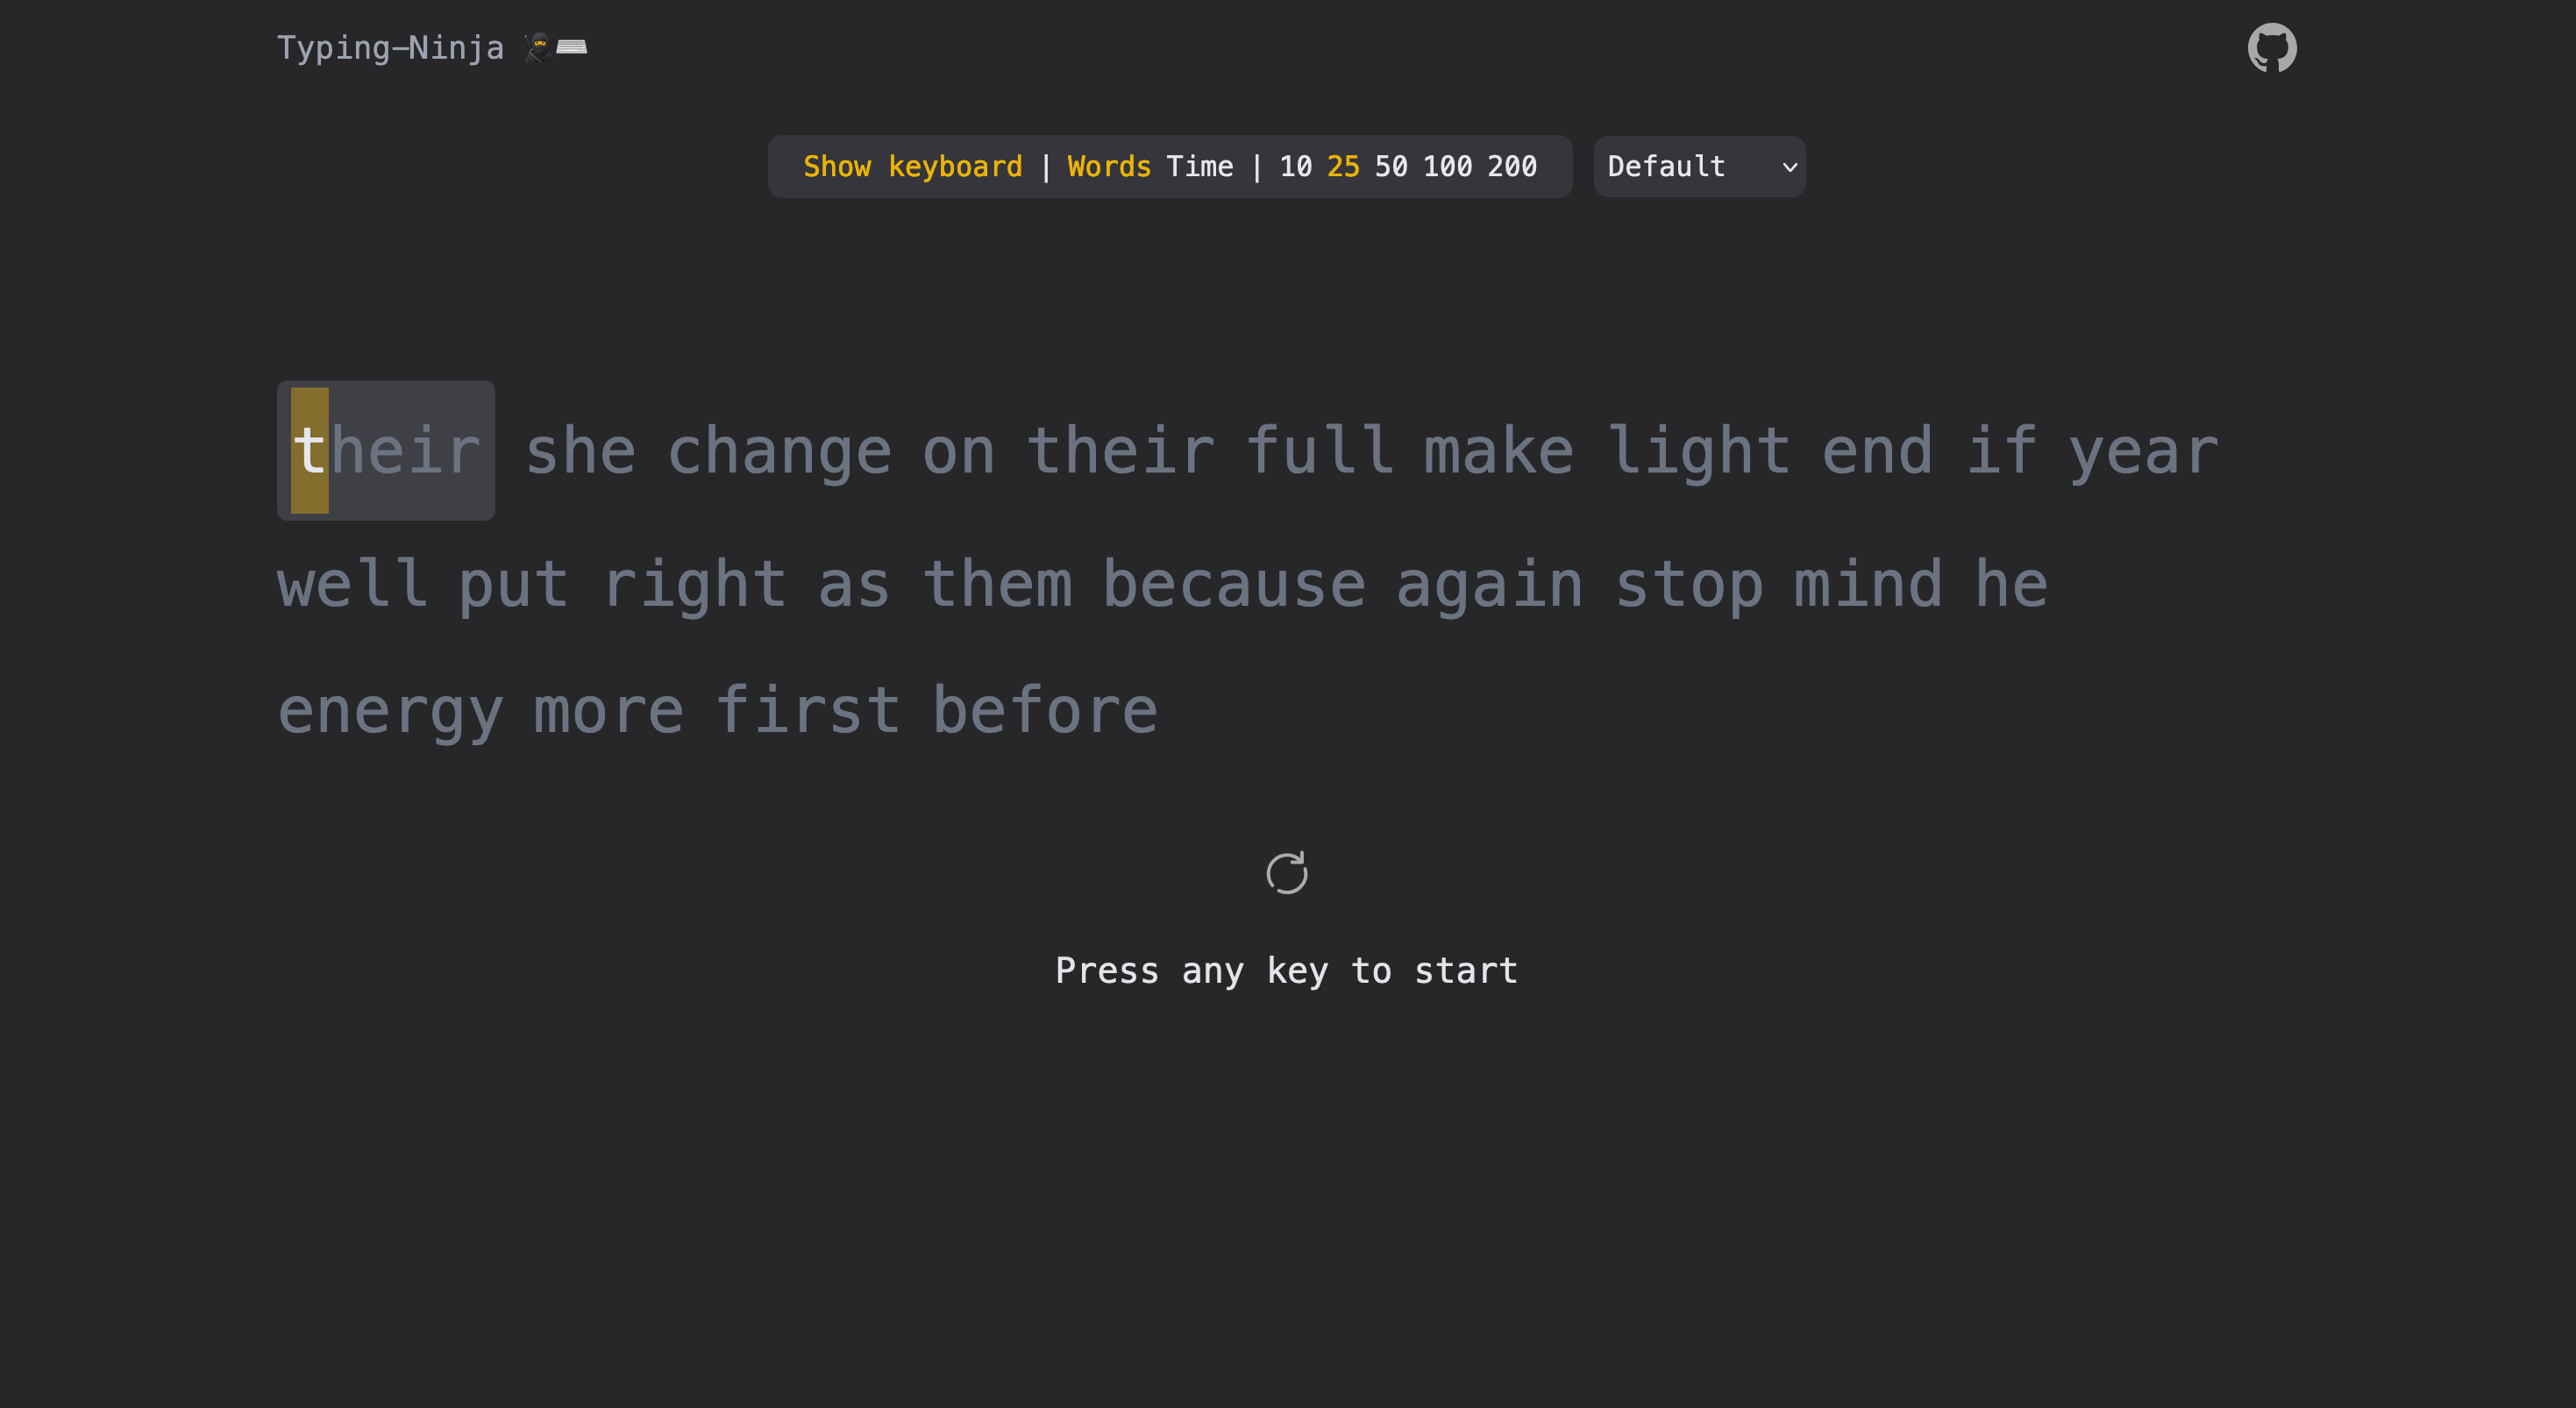 Typing–Ninja
Show keyboard | Words Time | 10 25 50 100 200 Default
their she change on their full make light end if year
well put right as them because again stop mind he
energy more first before
Press any key to start